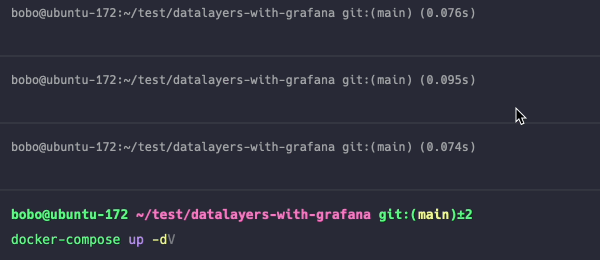 bobo@ubuntu-172:~/test/datalayers-with-grafana git:(main) (0.076s)
bobo@ubuntu-172:~/test/datalayers-with-grafana git:(main) (0.095s)
bobo@ubuntu-172:~/test/datalayers-with-grafana git:(main) (0.074s)
bobo@ubuntu-172 ~/test/datalayers-with-grafana git:(main)±2
docker-compose up -dV